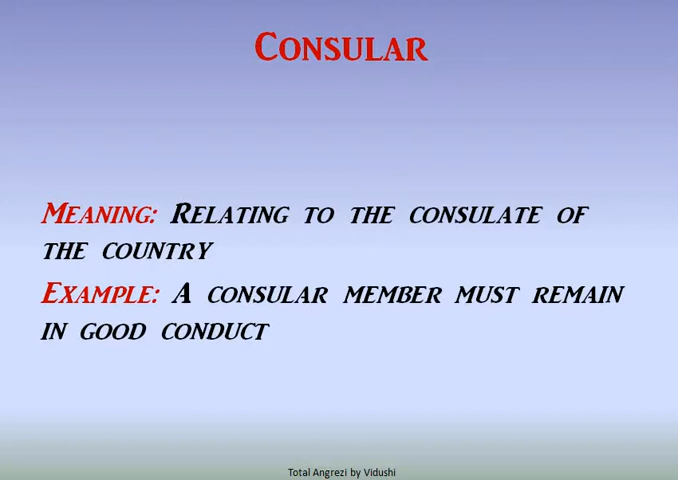 Consular
Meaning: Relating to the consulate of
the country
Example: A consular member must remain
in good conduct
Total Angrezi by Vidushi